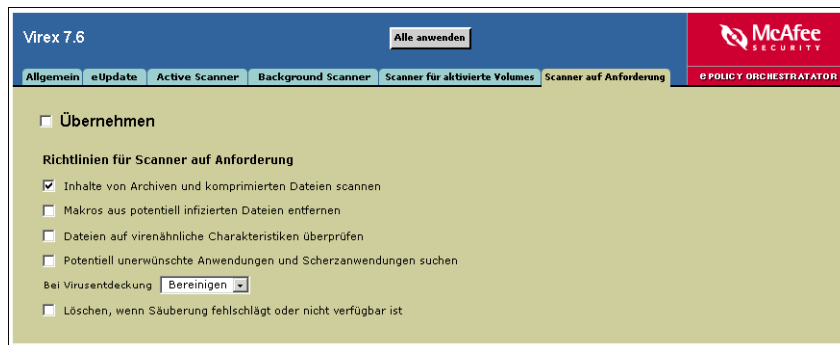 Virex 7.6
Alle anwenden
McAfee
SECURITY
Allgemein eUpdate Active Scanner Background Scanner Scanner für aktivierte Volumes Scanner auf Anforderung
ePOLICY ORCHESTRATATOR
Übernehmen
Richtlinien für Scanner auf Anforderung
Inhalte von Archiven und komprimierten Dateien scannen
Makros aus potentiell infizierten Dateien entfernen
Dateien auf virenähnliche Charakteristiken überprüfen
Potentiell unerwünschte Anwendungen und Scherzanwendungen suchen
Bei Virusentdeckung Bereinigen
Löschen, wenn Säuberung fehlschlägt oder nicht verfügbar ist